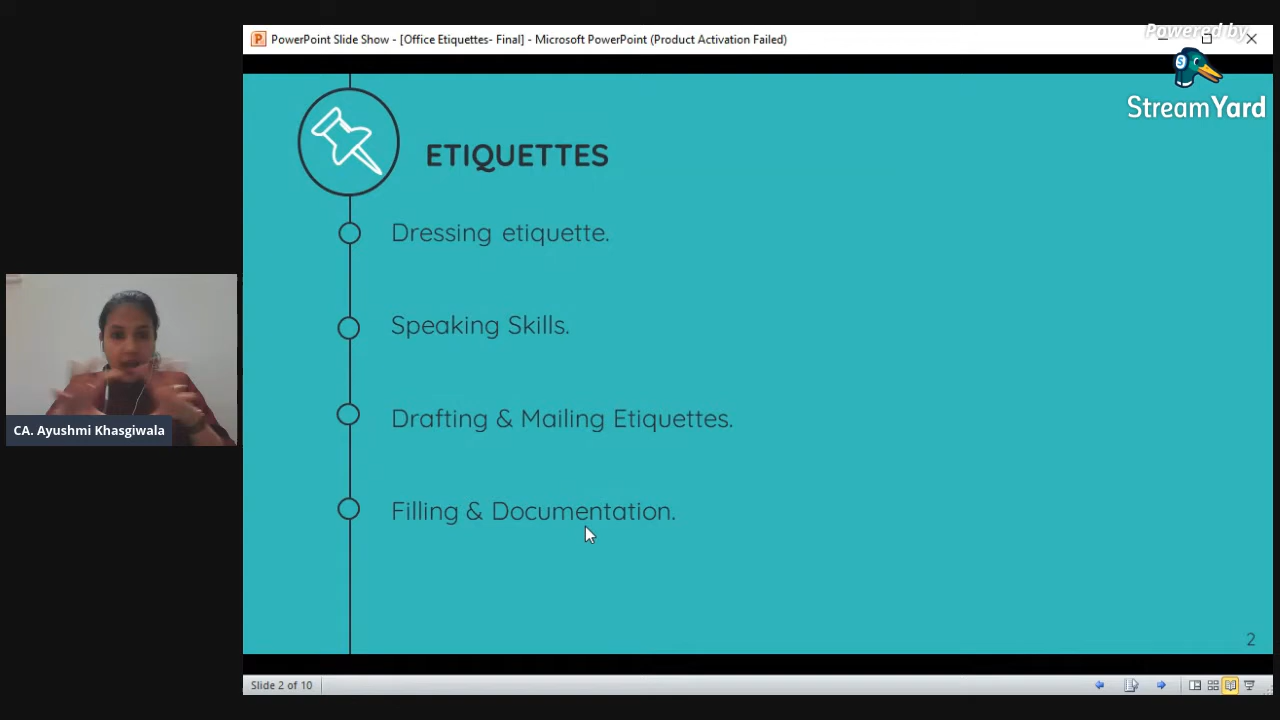 PowerPoint Slide Show - [Office Etiquettes- Final] - Microsoft PowerPoint (Product Activation Failed)
Powered by
StreamYard
ETIQUETTES
Dressing etiquette.
Speaking Skills.
Drafting & Mailing Etiquettes.
Filling & Documentation.
CA. Ayushmi Khasgiwala
2
Slide 2 of 10